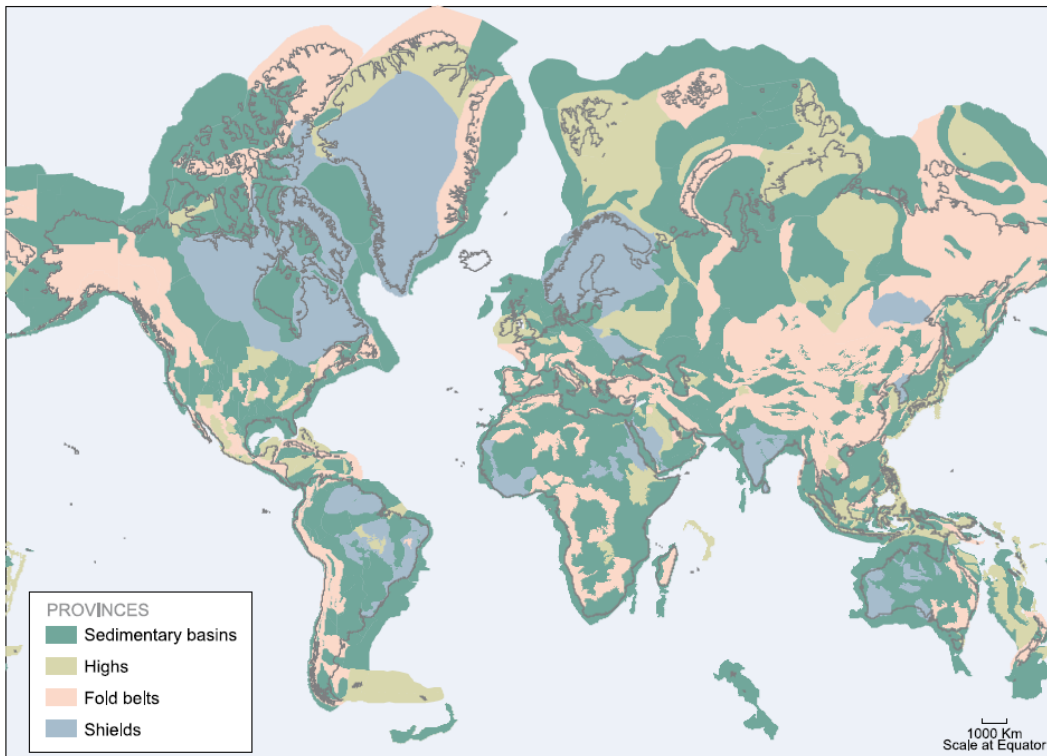 PROVINCES
Sedimentary basins
Highs
Fold belts
Shields
1000 Km
Scale at Equator